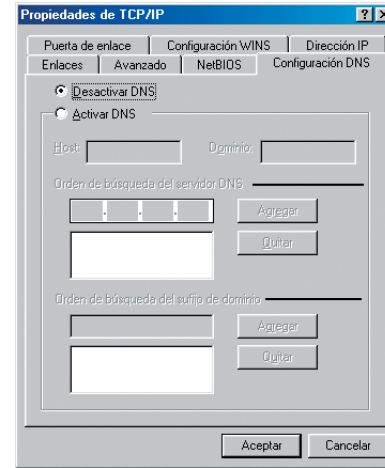 Propiedades de TCP/IP
Puerta de enlace Configuración WINS Dirección IP
Enlaces Avanzado NetBIOS Configuración DNS
Desactivar DNS
Activar DNS
Host: Dominio:
Orden de búsqueda del servidor DNS
Agregar
Quitar
Orden de búsqueda del sufijo de dominio
Agregar
Quitar
Aceptar Cancelar